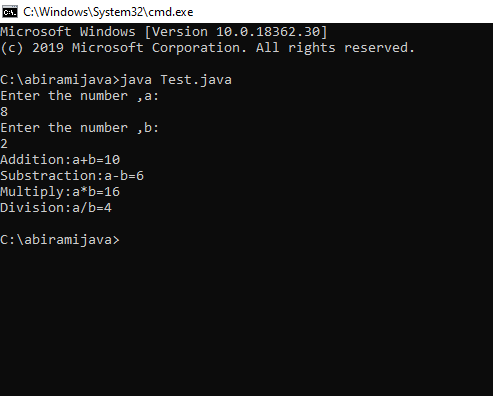 C:\Windows\System32\cmd.exe
Microsoft Windows [Version 10.0.18362.30]
(c) 2019 Microsoft Corporation. All rights reserved.
C:\abiramijava>java Test.java
Enter the number ,a:
8
Enter the number ,b:
2
Addition:a+b=10
Substraction:a-b=6
Multiply:a*b=16
Division:a/b=4
C:\abiramijava>